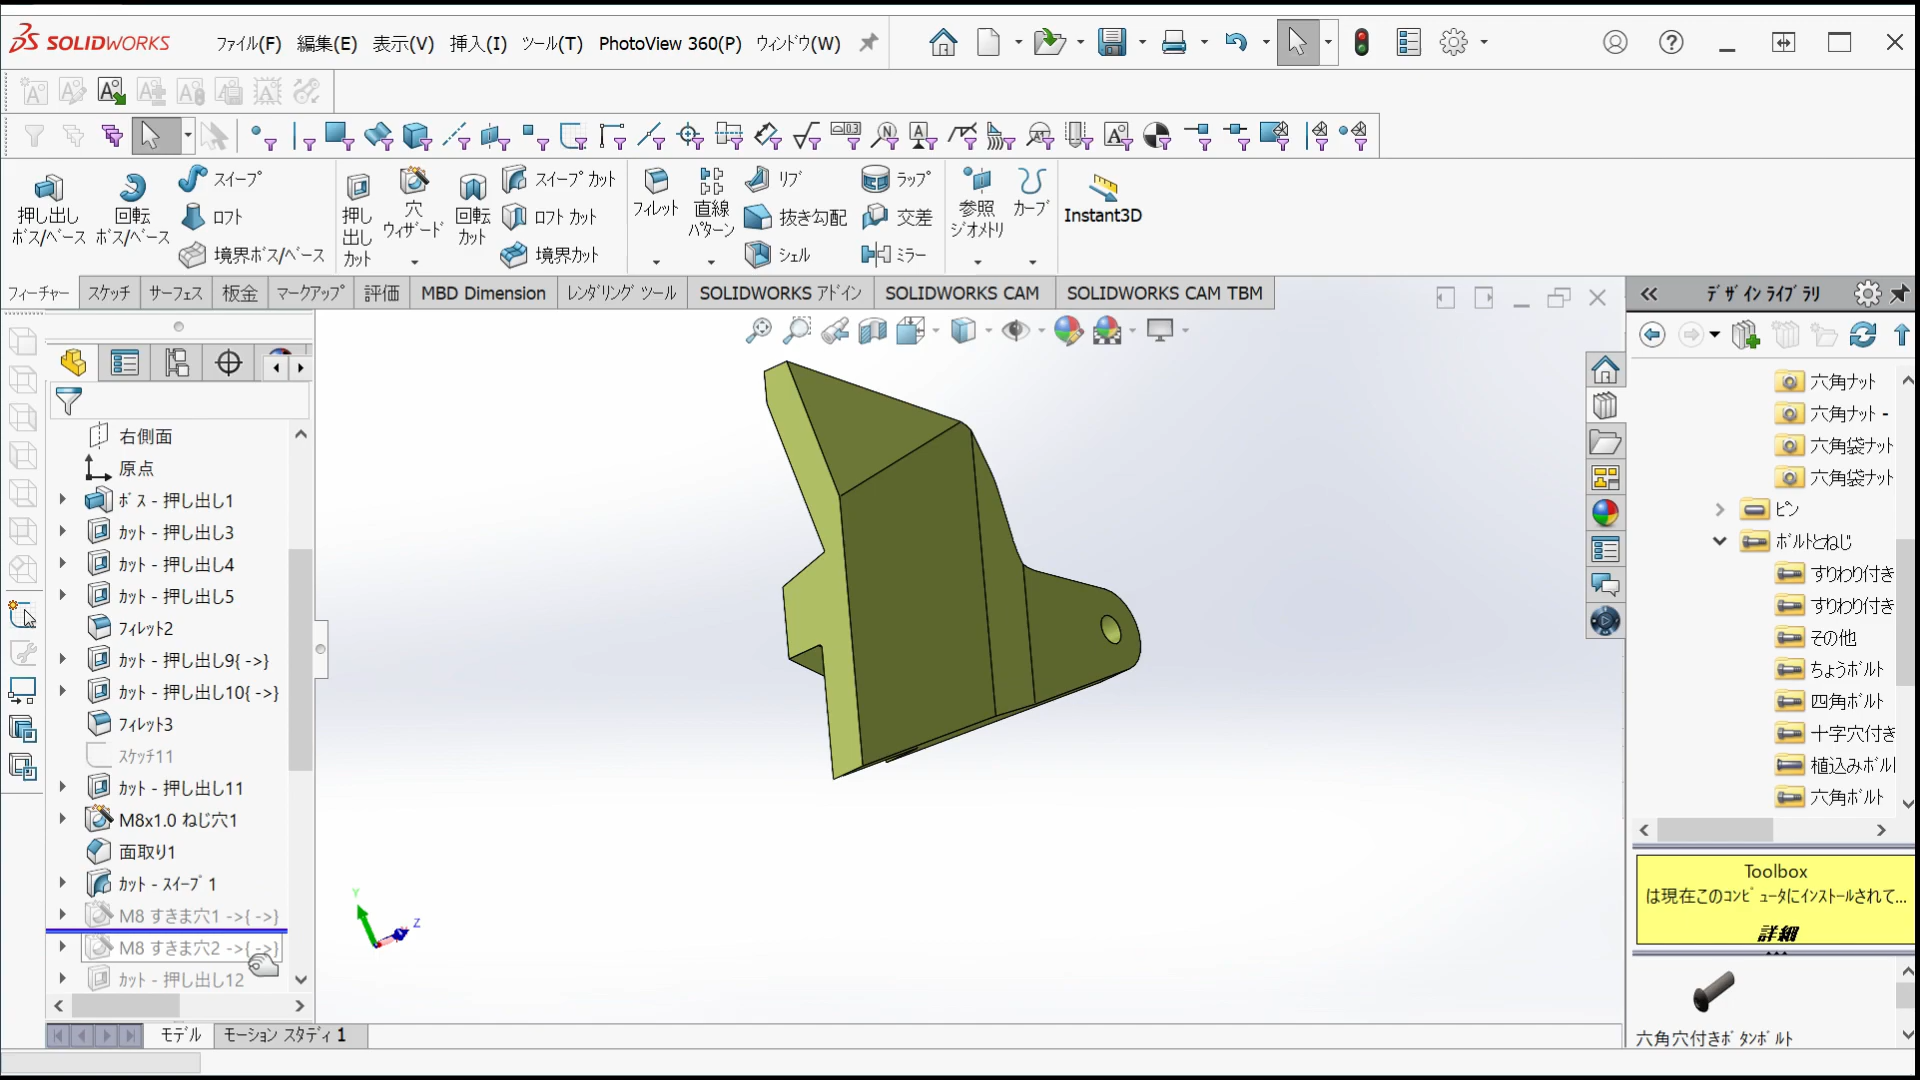 SOLIDWORKS ファイル(F) 編集(E) 表示(V) 挿入(I) ツール(T) PhotoView 360(P) ウィンドウ(W)
押し出し
ボス/ベース
回転
ボス/ベース
スイープ
ロフト
境界ボス/ベース
押し
出し
カット
穴
ウィザード
回転
カット
スイープ カット
ロフト カット
境界カット
フィレット
直線
パターン
リブ
抜き勾配
シェル
ラップ
交差
ミラー
参照
ジオメトリ
カーブ
Instant3D
フィーチャー スケッチ サーフェス 板金 マークアップ 評価 MBD Dimension レンダリング ツール SOLIDWORKS アドイン SOLIDWORKS CAM SOLIDWORKS CAM TBM
右側面
原点
ボス - 押し出し1
カット - 押し出し3
カット - 押し出し4
カット - 押し出し5
フィレット2
カット - 押し出し9{ ->}
カット - 押し出し10{ ->}
フィレット3
スケッチ11
カット - 押し出し11
M8x1.0 ねじ穴1
面取り1
カット - スイープ1
M8 すきま穴1 ->{ ->}
M8 すきま穴2 ->{ ->}
カット - 押し出し12
Y
Z
モデル モーション スタディ 1
デザイン ライブラリ
六角ナット
六角ナット -
六角袋ナット
六角袋ナット
ピン
ボルトとねじ
すりわり付き
すりわり付き
その他
ちょうボルト
四角ボルト
十字穴付き
植込みボル
六角ボルト
Toolbox
は現在このコンピュータにインストールされて...
詳細
六角穴付きボタンボルト